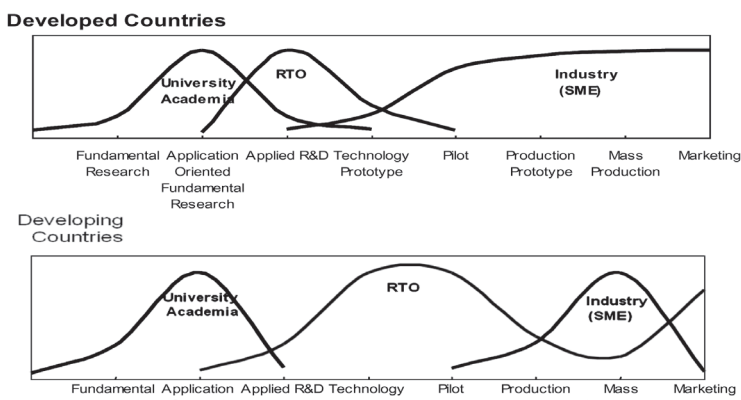 Developed Countries
University
Academia
RTO
Industry
(SME)
Fundamental Application Applied R&D Technology Pilot Production Mass Marketing
Research Oriented Prototype Prototype Production
Fundamental
Research
Developing
Countries
University
Academia
RTO
Industry
(SME)
Fundamental Application Applied R&D Technology Pilot Production Mass Marketing